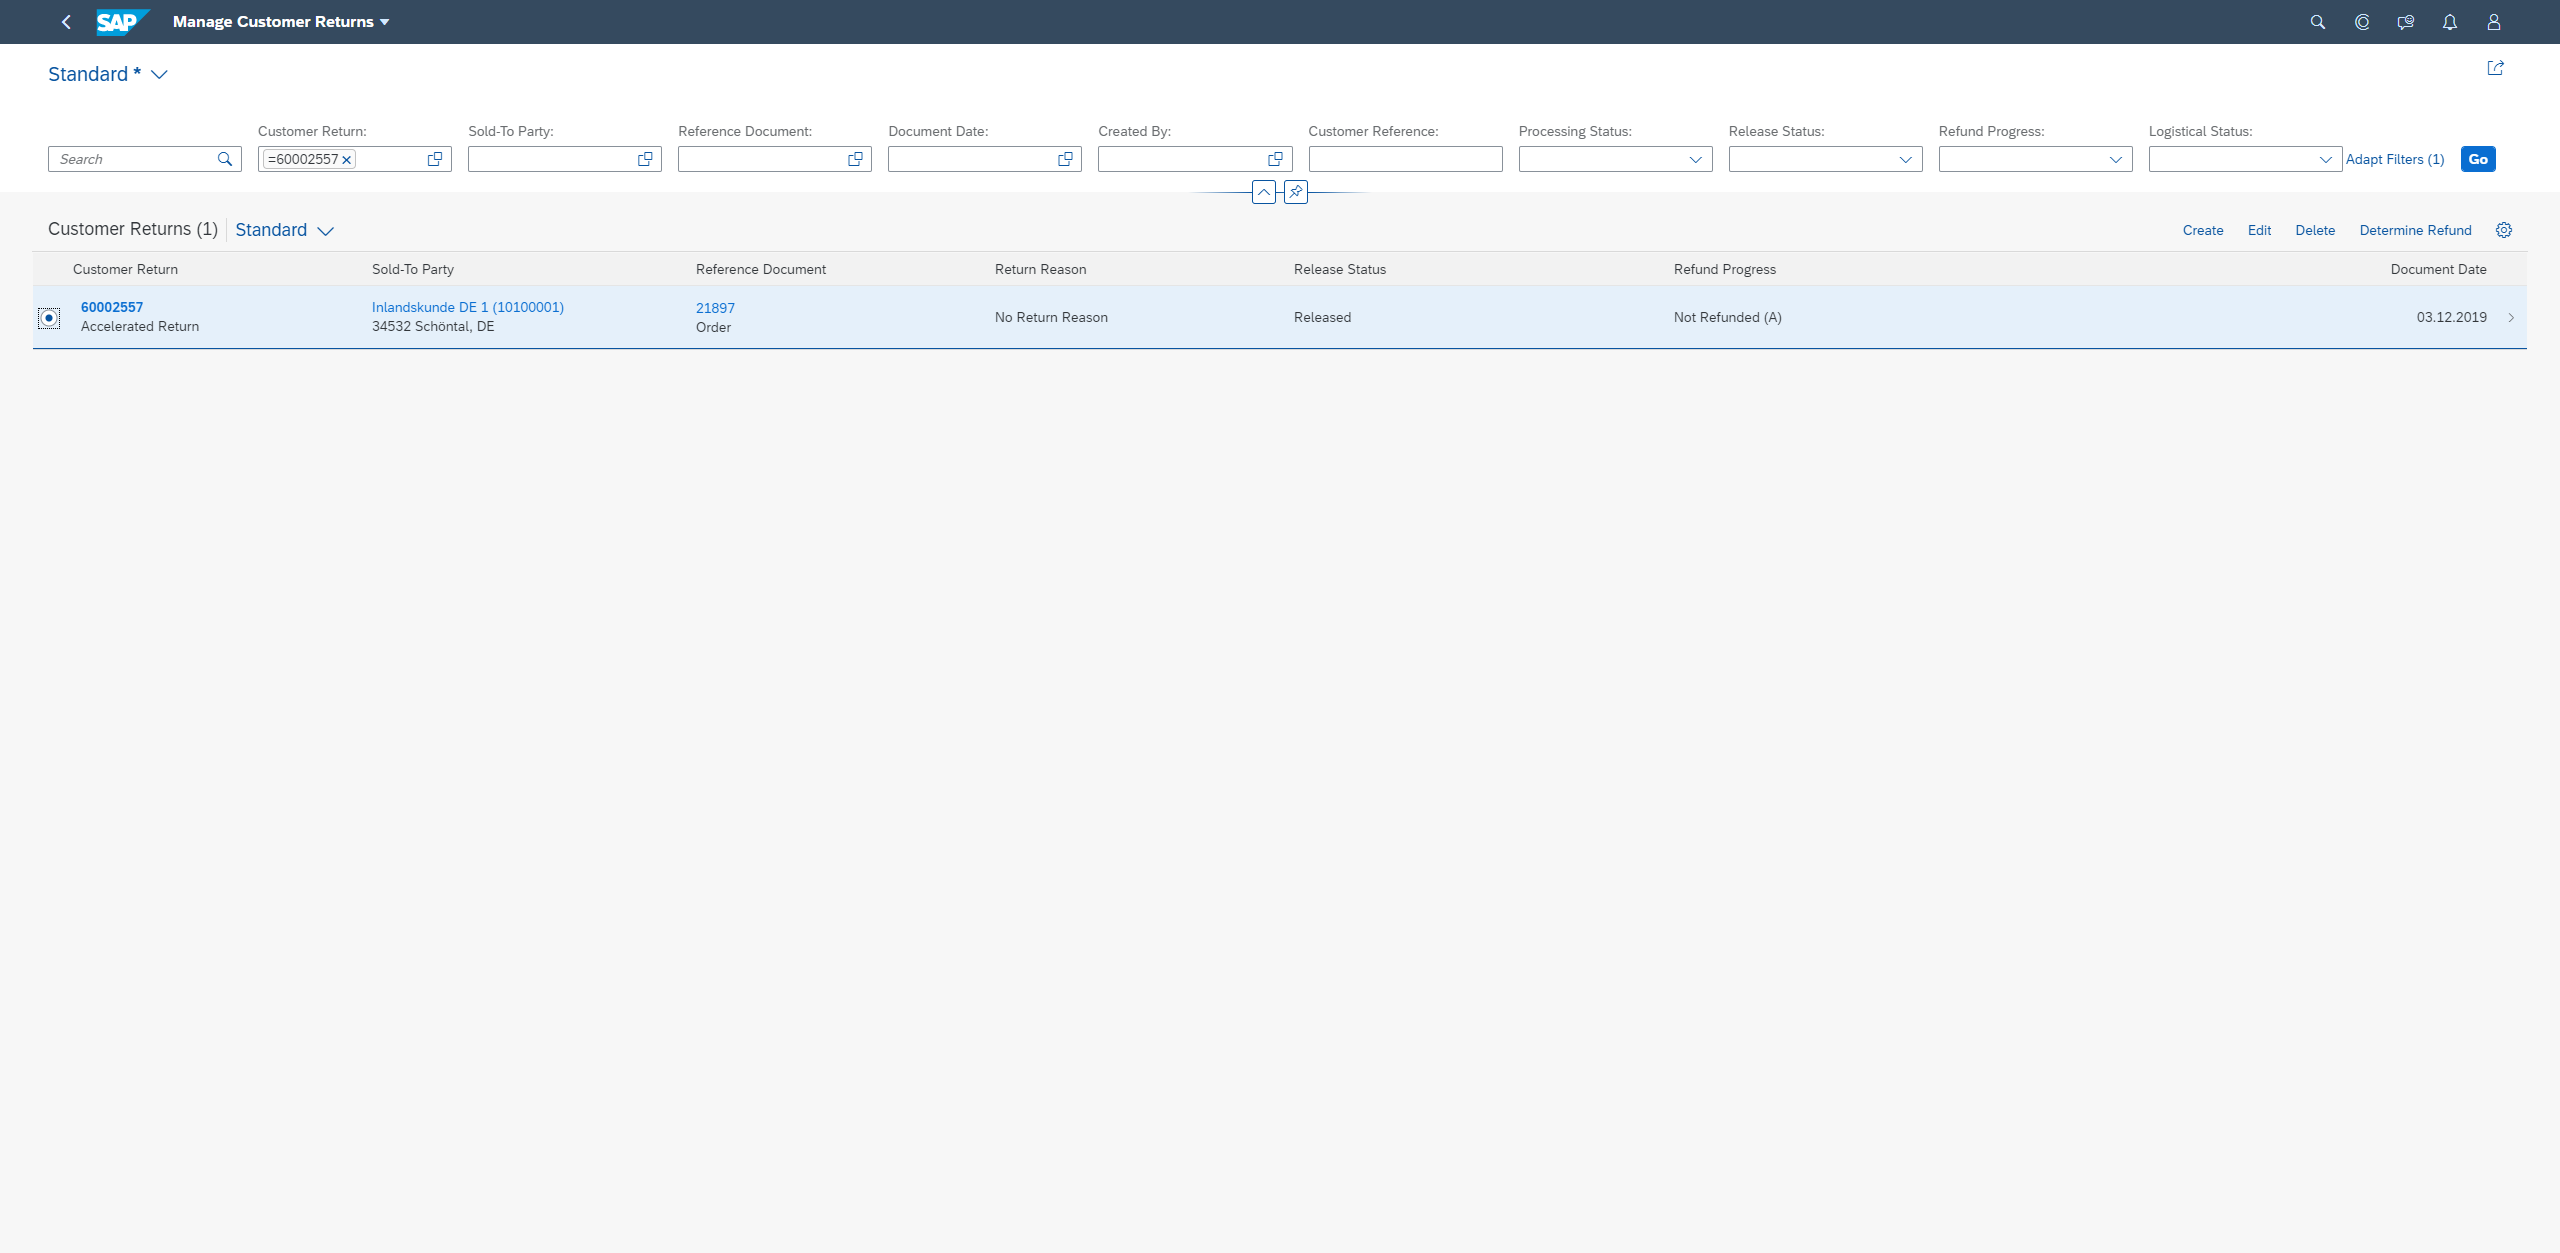 SAP Manage Customer Returns
Standard *
Customer Return: Sold-To Party: Reference Document: Document Date: Created By: Customer Reference: Processing Status: Release Status: Refund Progress: Logistical Status:
Search =60002557 Adapt Filters (1) Go
Customer Returns (1) Standard Create Edit Delete Determine Refund
Customer Return Sold-To Party Reference Document Return Reason Release Status Refund Progress Document Date
60002557 Inlandskunde DE 1 (10100001) 21897 No Return Reason Released Not Refunded (A) 03.12.2019
Accelerated Return 34532 Schöntal, DE Order